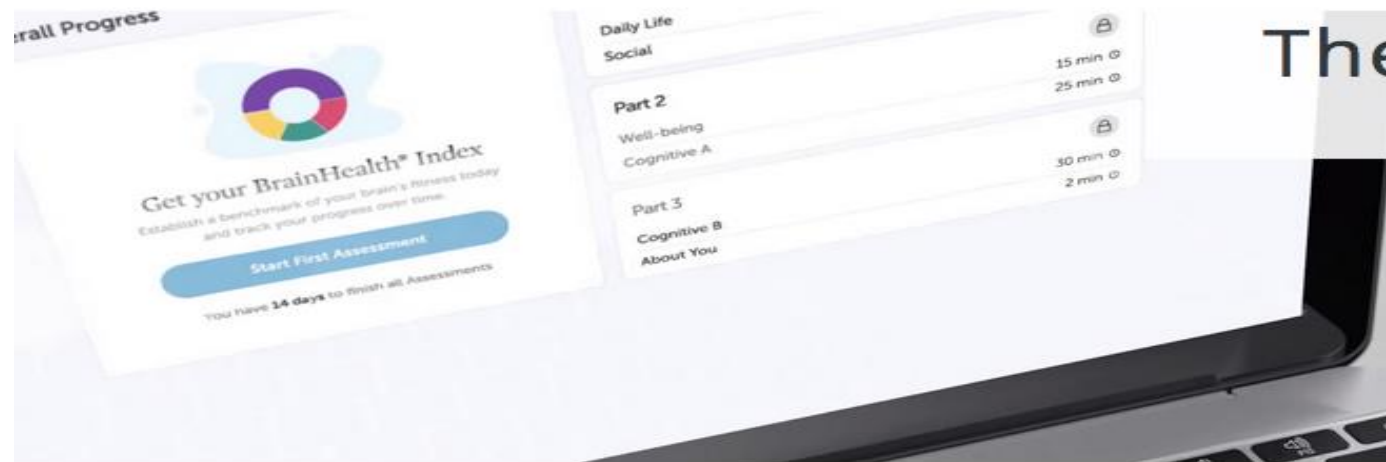 erall Progress
Get your BrainHealth® Index
Establish a benchmark of your brain's fitness today
and track your progress over time.
Start First Assessment
You have 14 days to finish all Assessments
Daily Life
Social
Part 2
15 min
Well-being
25 min
Cognitive A
Part 3
30 min
Cognitive B
2 min
About You
The